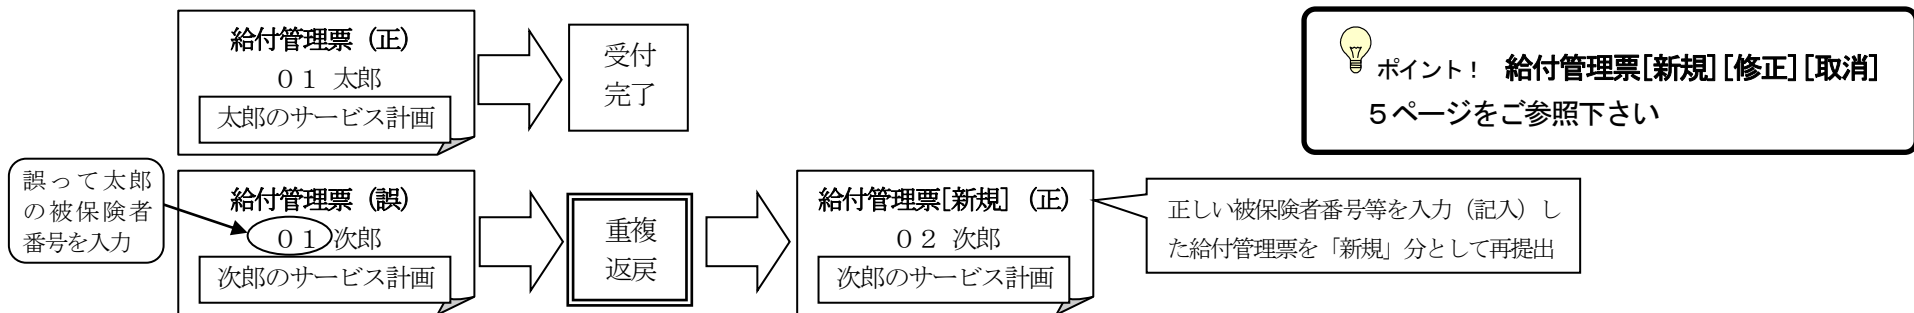 給付管理票（正）
０１ 太郎
太郎のサービス計画
受付
完了
ポイント！ 給付管理票[新規][修正][取消]
５ページをご参照下さい
誤って太郎
の被保険者
番号を入力
給付管理票（誤）
０１ 次郎
次郎のサービス計画
重複
返戻
給付管理票[新規]（正）
０２ 次郎
次郎のサービス計画
正しい被保険者番号等を入力（記入）し
た給付管理票を「新規」分として再提出